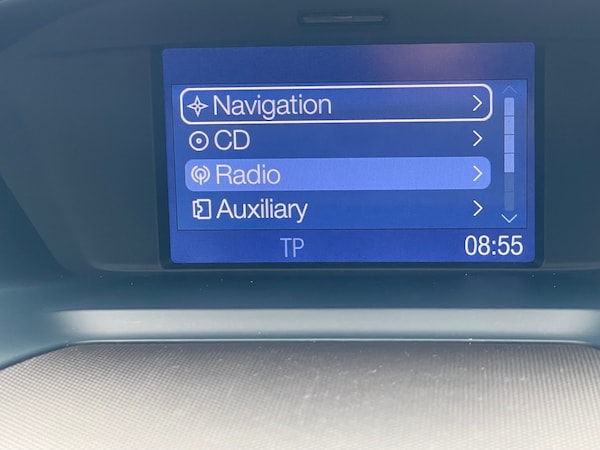 Navigation
CD
Radio
Auxiliary
TP 08:55